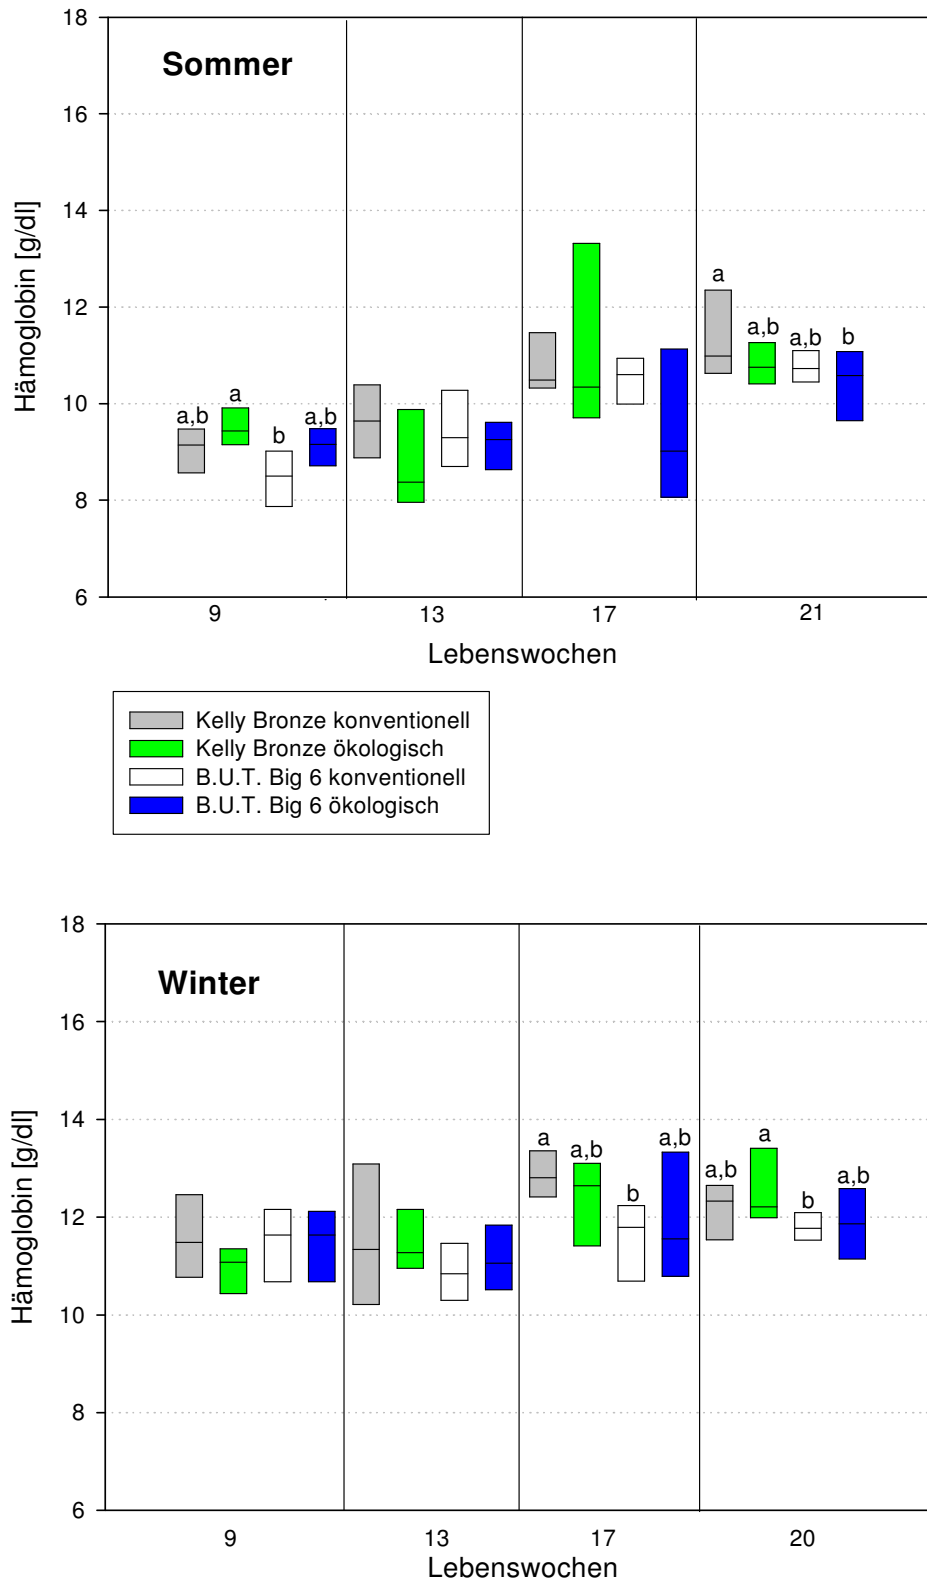 Sommer
Hämoglobin [g/dl]
18
16
14
12
10
8
6
a,b
a
b
a,b
a
a,b
a,b
b
9
13
17
21
Lebenswochen
Kelly Bronze konventionell
Kelly Bronze ökologisch
B.U.T. Big 6 konventionell
B.U.T. Big 6 ökologisch
Winter
Hämoglobin [g/dl]
18
16
14
12
10
8
6
a
a,b
b
a,b
a,b
a
b
a,b
9
13
17
20
Lebenswochen